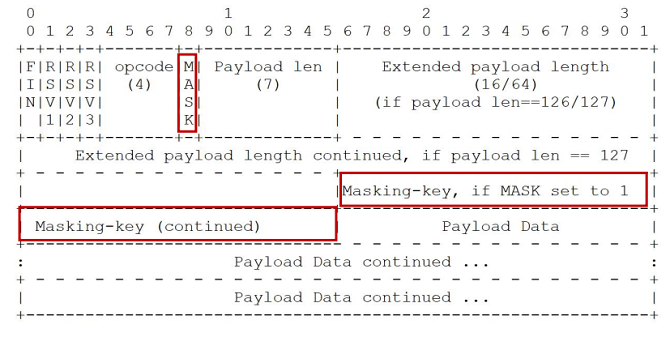 0                   1                   2                   3
 0 1 2 3 4 5 6 7 8 9 0 1 2 3 4 5 6 7 8 9 0 1 2 3 4 5 6 7 8 9 0 1
+-+-+-+-+-------+-+-------------+-------------------------------+
|F|R|R|R| opcode|M| Payload len |    Extended payload length    |
|I|S|S|S|  (4)  |A|     (7)     |            (16/64)            |
|N|V|V|V|       |S|             |  (if payload len==126/127)    |
| |1|2|3|       |K|             |                               |
+-+-+-+-+-------+-+-------------+ - - - - - - - - - - - - - - - +
|     Extended payload length continued, if payload len == 127  |
+ - - - - - - - - - - - - - - - +-------------------------------+
|                               |Masking-key, if MASK set to 1  |
+-------------------------------+-------------------------------+
| Masking-key (continued)       |          Payload Data         |
+-------------------------------- - - - - - - - - - - - - - - - +
:                     Payload Data continued ...                :
+ - - - - - - - - - - - - - - - - - - - - - - - - - - - - - - - +
|                     Payload Data continued ...                |
+---------------------------------------------------------------+